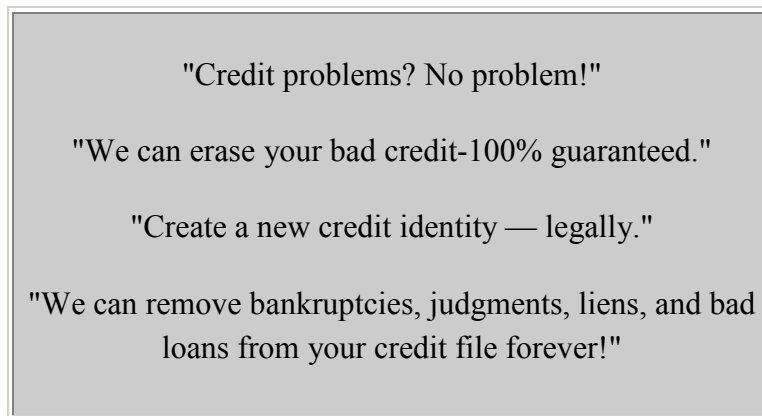 "Credit problems? No problem!"
"We can erase your bad credit-100% guaranteed."
"Create a new credit identity — legally."
"We can remove bankruptcies, judgments, liens, and bad
loans from your credit file forever!"